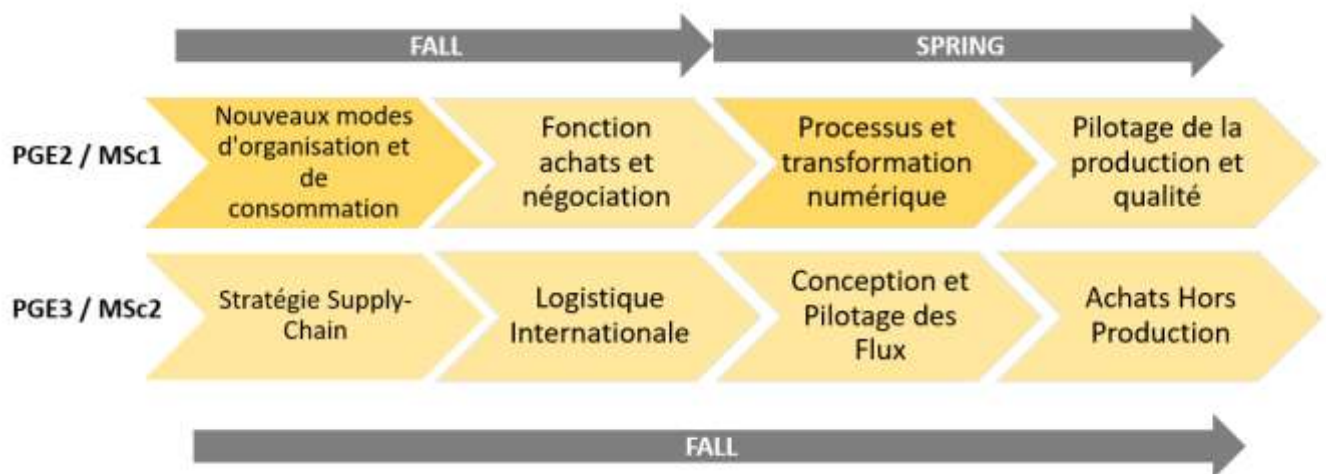 FALL
SPRING
PGE2 / MSc1
Nouveaux modes
d'organisation et
de
consommation
Fonction
achats et
négociation
Processus et
transformation
numérique
Pilotage de la
production et
qualité
PGE3 / MSc2
Stratégie Supply-
Chain
Logistique
Internationale
Conception et
Pilotage des
Flux
Achats Hors
Production
FALL